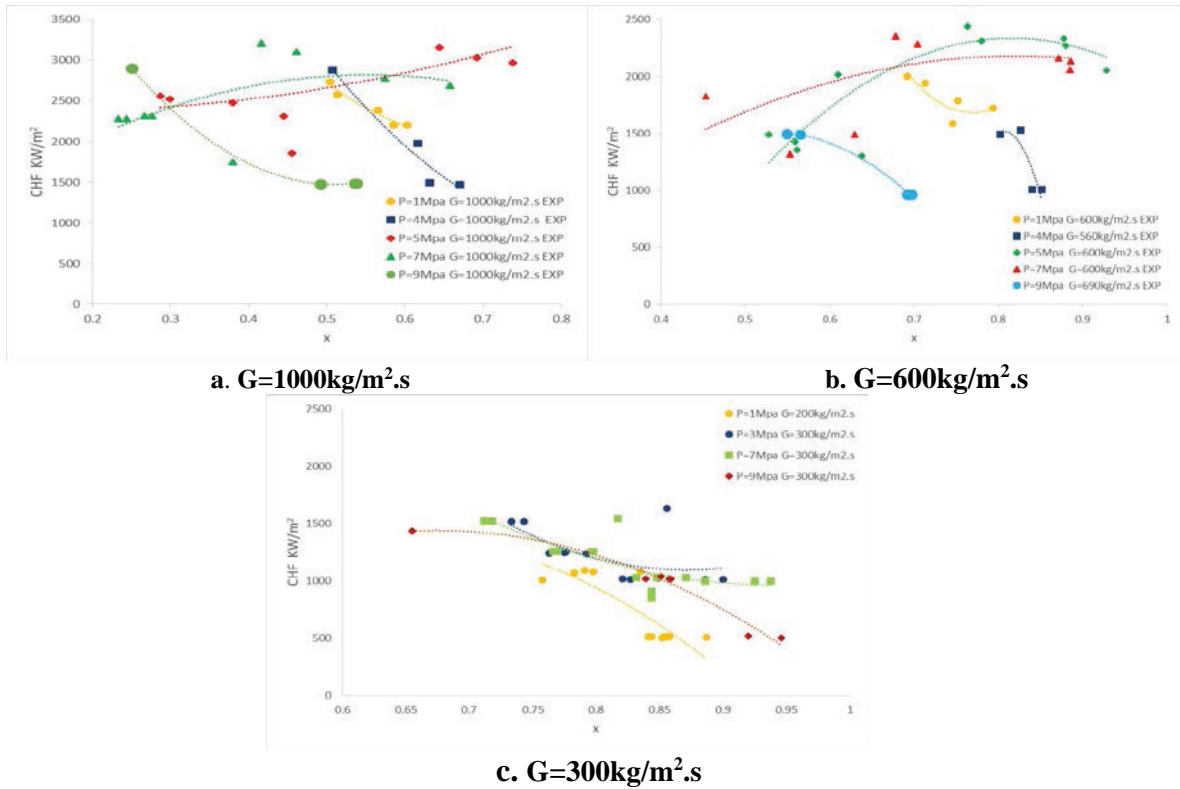 3500
3000
2500
2000
1500
1000
500
0
CHF KW/m²
0.2 0.3 0.4 0.5 0.6 0.7 0.8
x
P=1Mpa G=1000kg/m2.s EXP
P=4Mpa G=1000kg/m2.s EXP
P=5Mpa G=1000kg/m2.s EXP
P=7Mpa G=1000kg/m2.s EXP
P=9Mpa G=1000kg/m2.s EXP
a. G=1000kg/m².s
2500
2000
1500
1000
500
0
CHF KW/m²
0.4 0.5 0.6 0.7 0.8 0.9 1
x
P=1Mpa G=600kg/m2.s EXP
P=4Mpa G=560kg/m2.s EXP
P=5Mpa G=600kg/m2.s EXP
P=7Mpa G=600kg/m2.s EXP
P=9Mpa G=690kg/m2.s EXP
b. G=600kg/m².s
2500
2000
1500
1000
500
0
CHF KW/m²
0.6 0.65 0.7 0.75 0.8 0.85 0.9 0.95 1
x
P=1Mpa G=200kg/m2.s
P=3Mpa G=300kg/m2.s
P=7Mpa G=300kg/m2.s
P=9Mpa G=300kg/m2.s
c. G=300kg/m².s